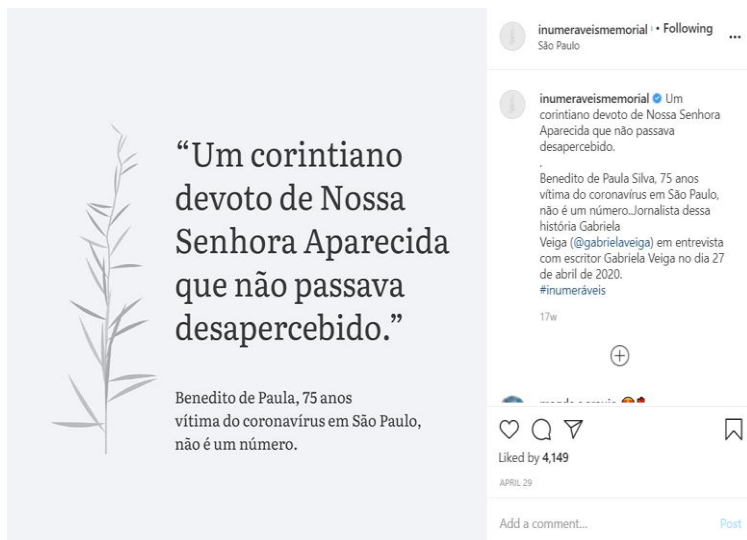 “Um corintiano
devoto de Nossa
Senhora Aparecida
que não passava
desapercebido.”
Benedito de Paula, 75 anos
vítima do coronavírus em São Paulo,
não é um número.
inumeraveismemorial • Following
São Paulo
inumeraveismemorial Um
corintiano devoto de Nossa Senhora
Aparecida que não passava
desapercebido.
.
Benedito de Paula Silva, 75 anos
vítima do coronavírus em São Paulo,
não é um número..Jornalista dessa
história Gabriela
Veiga (@gabrielaveiga) em entrevista
com escritor Gabriela Veiga no dia 27
de abril de 2020.
#inumeráveis
17w
Liked by 4,149
APRIL 29
Add a comment... Post